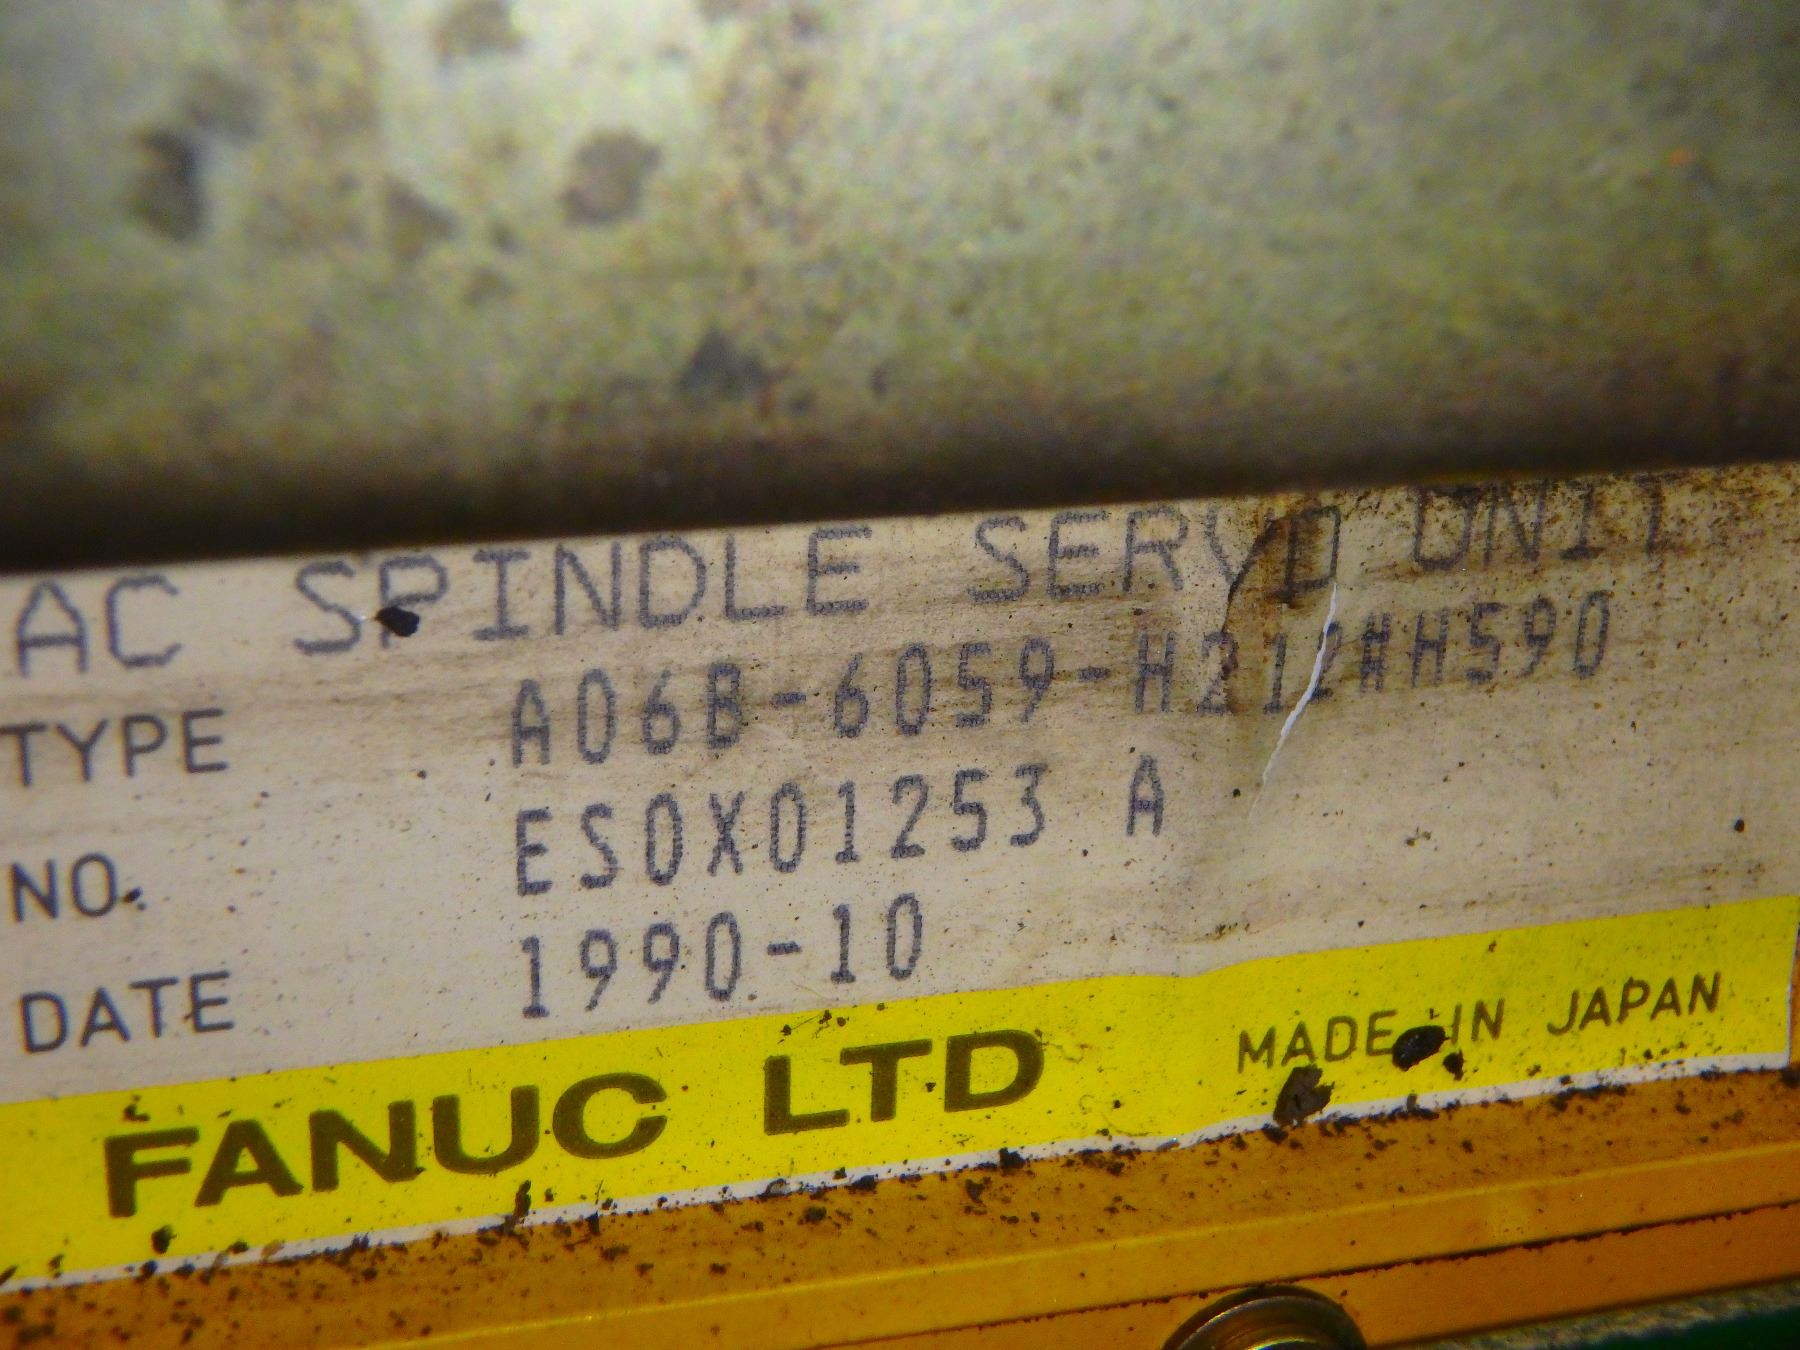 AC SPINDLE SERVO UNIT
TYPE A06B-6059-H212#H590
NO. ES0X01253 A
DATE 1990-10
FANUC LTD MADE IN JAPAN